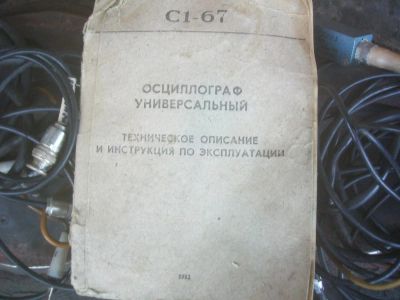 С1-67
ОСЦИЛЛОГРАФ
УНИВЕРСАЛЬНЫЙ
ТЕХНИЧЕСКОЕ ОПИСАНИЕ
И ИНСТРУКЦИЯ ПО ЭКСПЛУАТАЦИИ